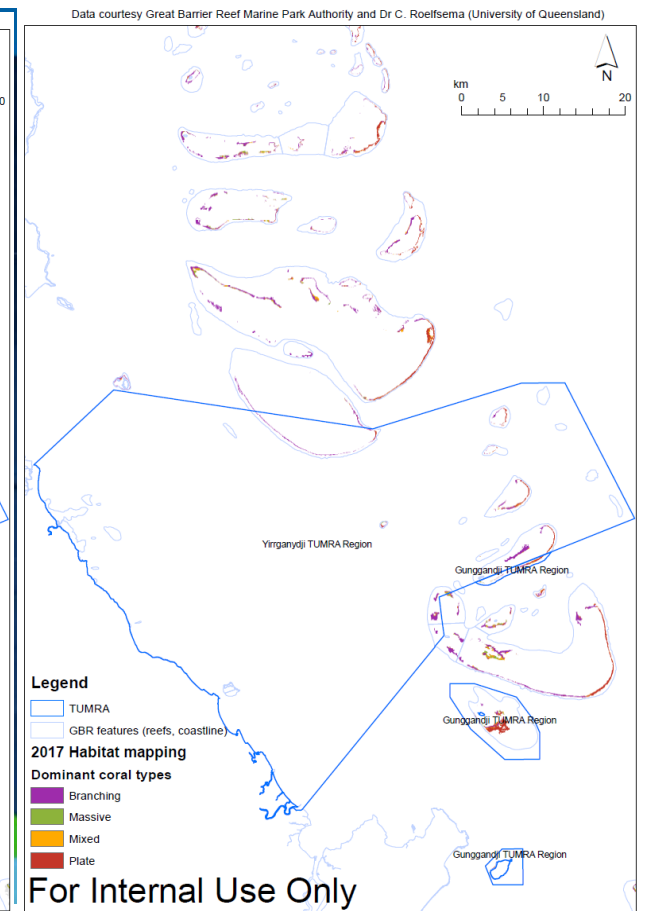 Data courtesy Great Barrier Reef Marine Park Authority and Dr C. Roelfsema (University of Queensland)
N
km
0 5 10 20
0
Yirrganydji TUMRA Region
Gunggandji TUMRA Region
Gunggandji TUMRA Region
Gunggandji TUMRA Region
Legend
TUMRA
GBR features (reefs, coastline)
2017 Habitat mapping
Dominant coral types
Branching
Massive
Mixed
Plate
For Internal Use Only